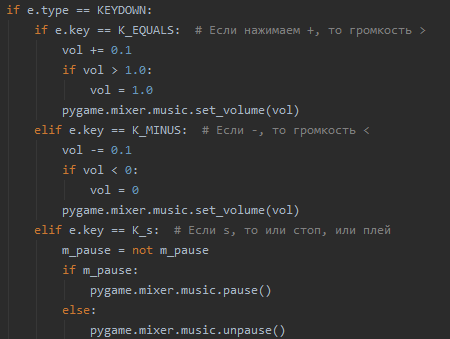 if e.type == KEYDOWN:
    if e.key == K_EQUALS:  # Если нажимаем +, то громкость >
        vol += 0.1
        if vol > 1.0:
            vol = 1.0
        pygame.mixer.music.set_volume(vol)
    elif e.key == K_MINUS:  # Если -, то громкость <
        vol -= 0.1
        if vol < 0:
            vol = 0
        pygame.mixer.music.set_volume(vol)
    elif e.key == K_s:  # Если s, то или стоп, или плей
        m_pause = not m_pause
        if m_pause:
            pygame.mixer.music.pause()
        else:
            pygame.mixer.music.unpause()